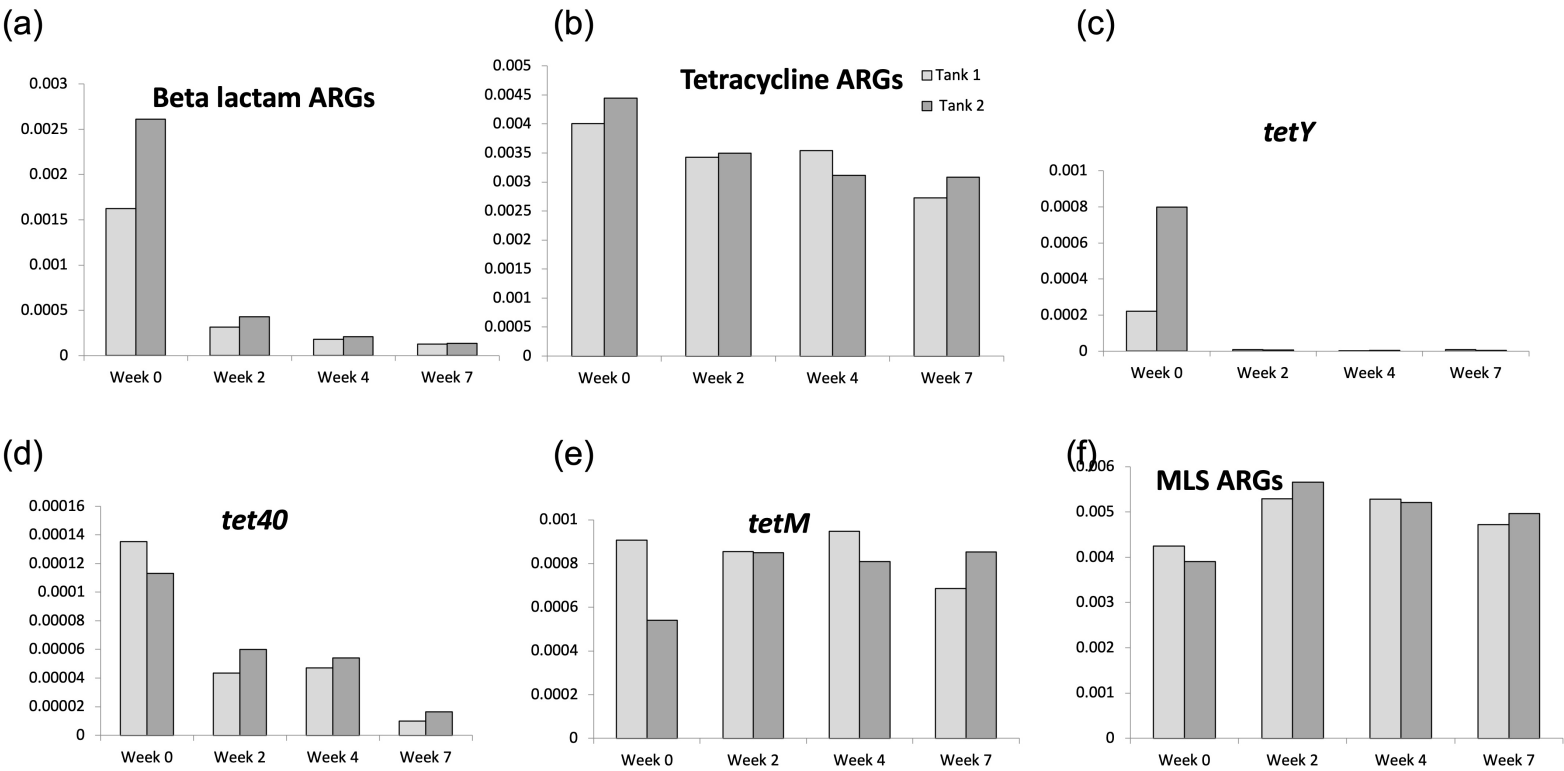 (a)
Beta lactam ARGs
0.003
0.0025
0.002
0.0015
0.001
0.0005
0
Week 0
Week 2
Week 4
Week 7
(b)
Tetracycline ARGs
Tank 1
Tank 2
0.005
0.0045
0.004
0.0035
0.003
0.0025
0.002
0.0015
0.001
0.0005
0
Week 0
Week 2
Week 4
Week 7
(c)
tetY
0.001
0.0008
0.0006
0.0004
0.0002
0
Week 0
Week 2
Week 4
Week 7
(d)
tet40
0.00016
0.00014
0.00012
0.0001
0.00008
0.00006
0.00004
0.00002
0
Week 0
Week 2
Week 4
Week 7
(e)
tetM
0.001
0.0008
0.0006
0.0004
0.0002
0
Week 0
Week 2
Week 4
Week 7
(f)
MLS ARGs
0.006
0.005
0.004
0.003
0.002
0.001
0
Week 0
Week 2
Week 4
Week 7